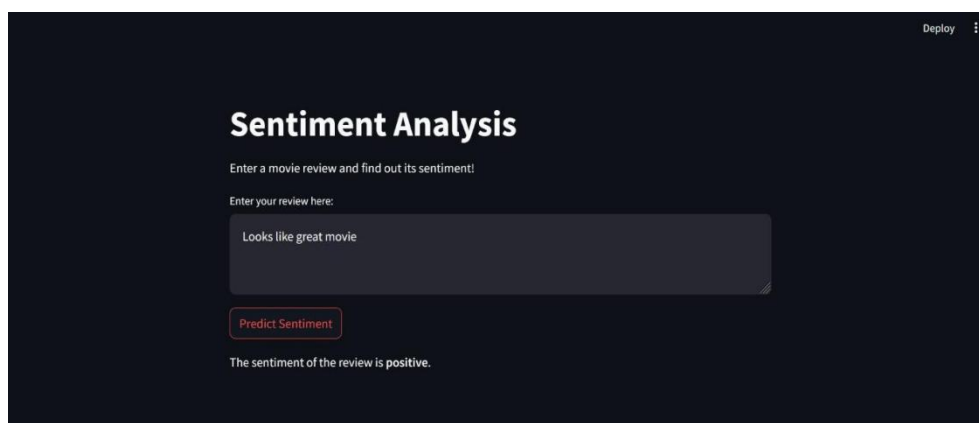 Deploy
Sentiment Analysis
Enter a movie review and find out its sentiment!
Enter your review here:
Looks like great movie
Predict Sentiment
The sentiment of the review is positive.